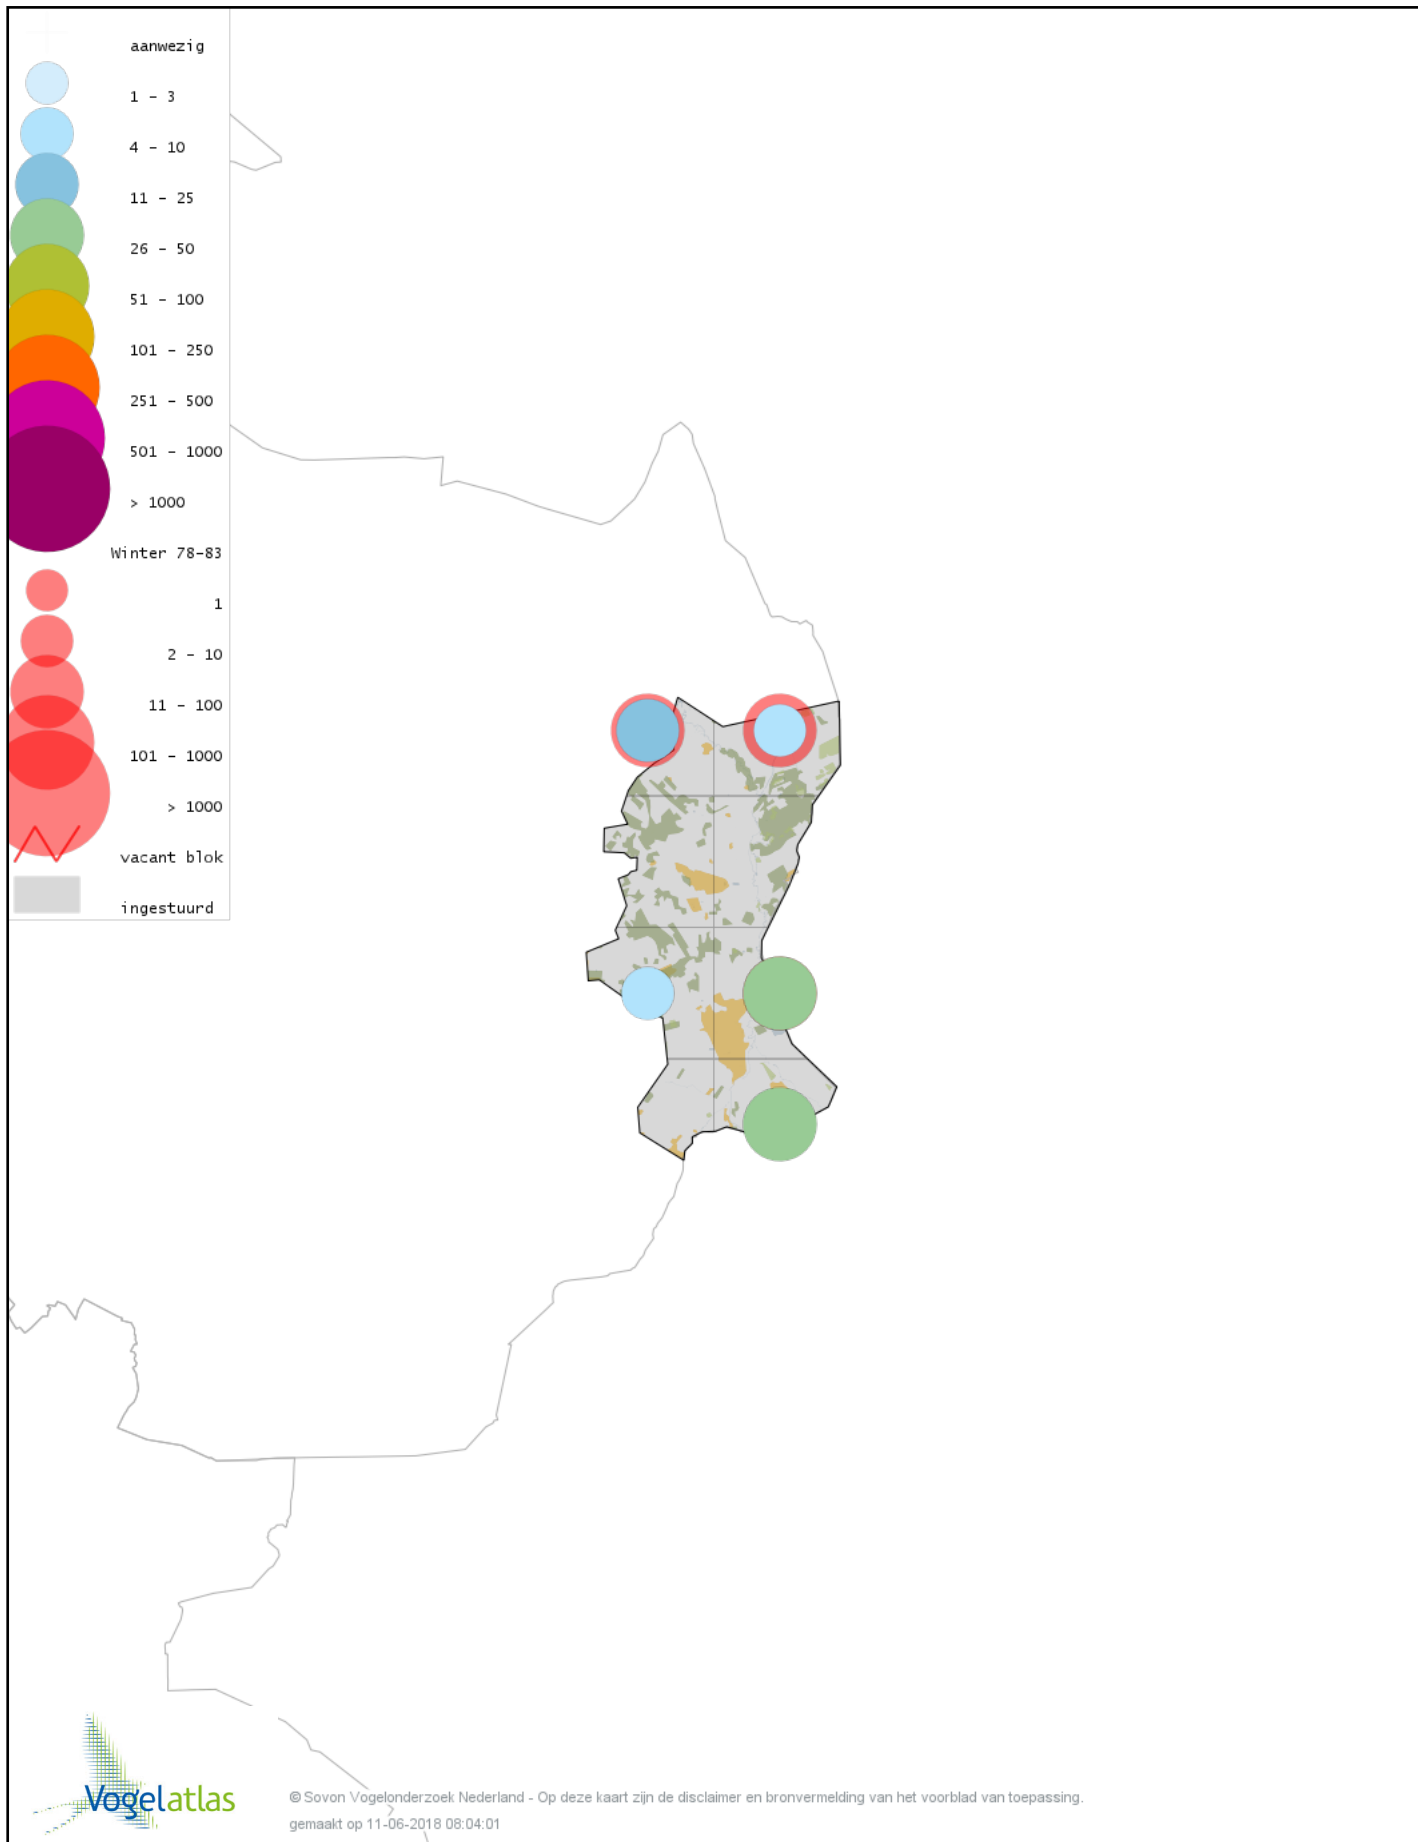 aanwezig
1 - 3
4 - 10
11 - 25
26 - 50
51 - 100
101 - 250
251 - 500
501 - 1000
> 1000
Winter 78-83
1
2 - 10
11 - 100
101 - 1000
> 1000
vacant blok
ingestuurd
Vogelatlas
© Sovon Vogelonderzoek Nederland - Op deze kaart zijn de disclaimer en bronvermelding van het voorblad van toepassing.
gemaakt op 11-06-2018 08:04:01